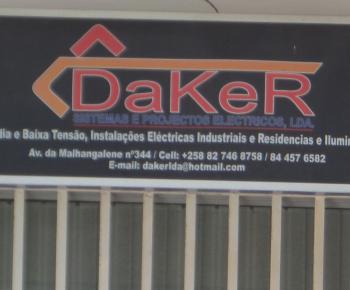 DaKeR
SISTEMAS E PROJECTOS ELECTRICOS, LDA.
dia e Baixa Tensão, Instalações Eléctricas Industriais e Residencias e Ilumin
Av. da Malhangalene nº344 / Cell: +258 82 746 8758 / 84 457 6582
E-mail: dakerlda@hotmail.com